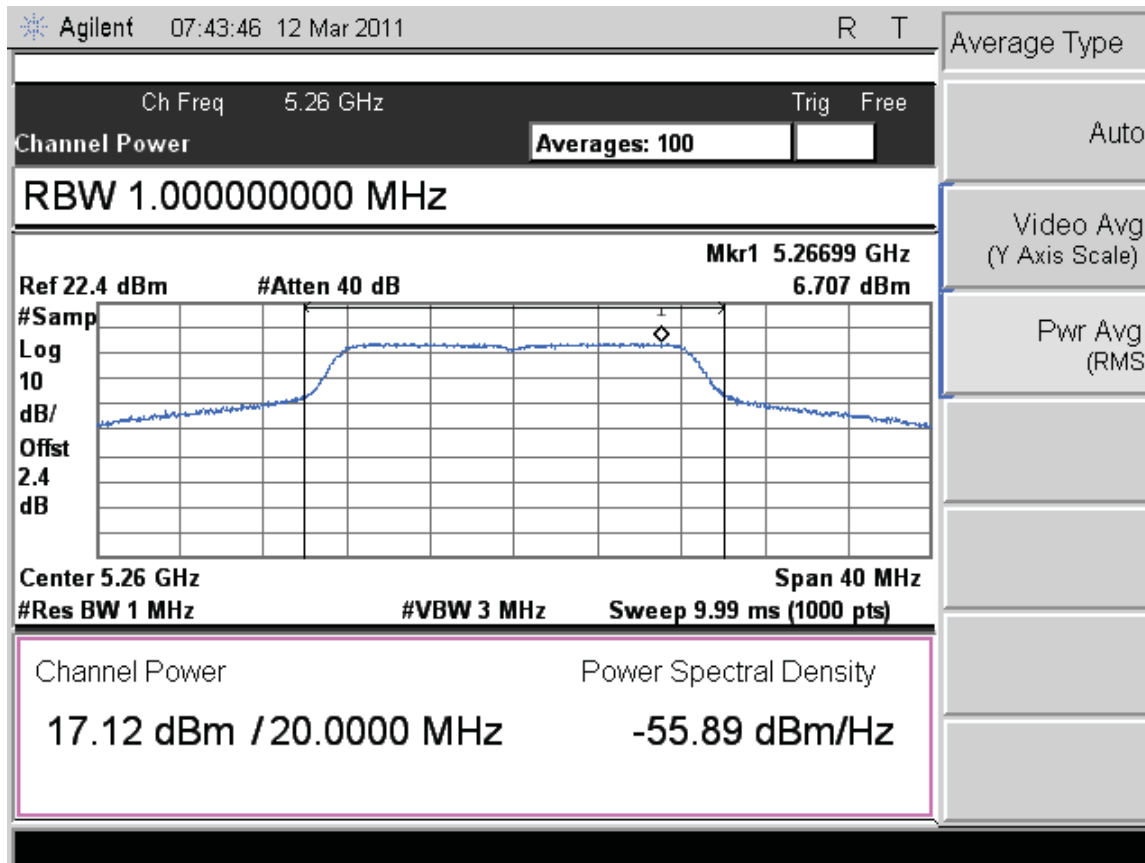 Agilent 07:43:46 12 Mar 2011 R T
Average Type
Ch Freq 5.26 GHz Trig Free
Channel Power Averages: 100
Auto
RBW 1.000000000 MHz
Video Avg
(Y Axis Scale)
Mkr1 5.26699 GHz
Ref 22.4 dBm #Atten 40 dB 6.707 dBm
#Samp
Log
10
dB/
Offst
2.4
dB
Pwr Avg
(RMS
1
Center 5.26 GHz Span 40 MHz
#Res BW 1 MHz #VBW 3 MHz Sweep 9.99 ms (1000 pts)
Channel Power Power Spectral Density
17.12 dBm / 20.0000 MHz -55.89 dBm/Hz